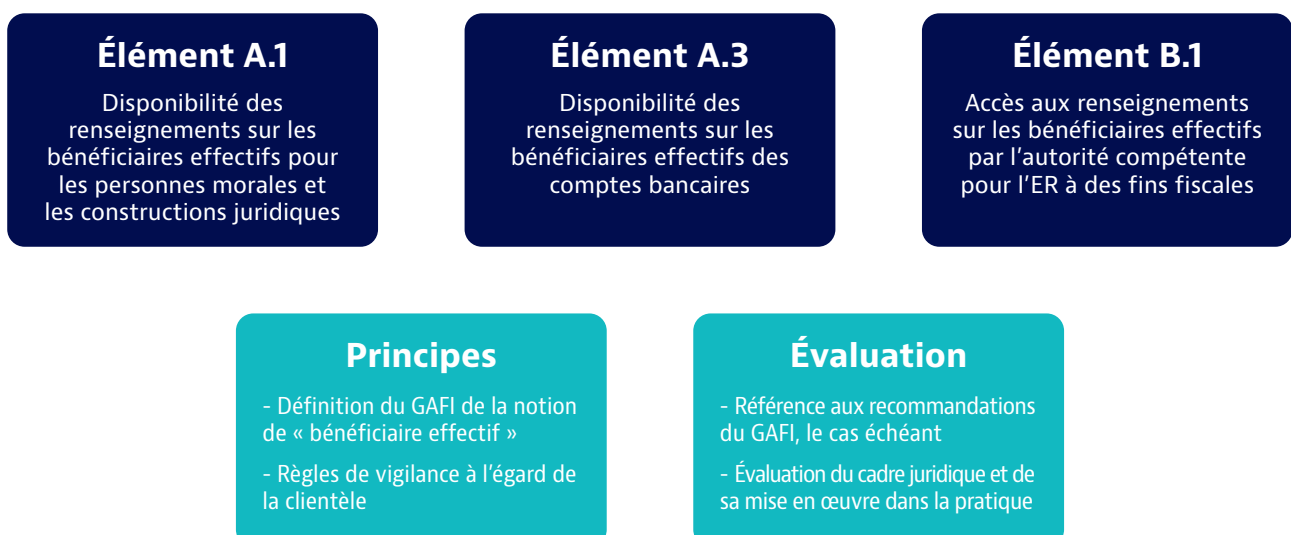 Élément A.1
Disponibilité des
renseignements sur les
bénéficiaires effectifs pour
les personnes morales et
les constructions juridiques
Élément A.3
Disponibilité des
renseignements sur les
bénéficiaires effectifs des
comptes bancaires
Élément B.1
Accès aux renseignements
sur les bénéficiaires effectifs
par l'autorité compétente
pour l'ER à des fins fiscales
Principes
- Définition du GAFI de la notion
de « bénéficiaire effectif »
- Règles de vigilance à l'égard de
la clientèle
Évaluation
- Référence aux recommandations
du GAFI, le cas échéant
- Évaluation du cadre juridique et de
sa mise en œuvre dans la pratique